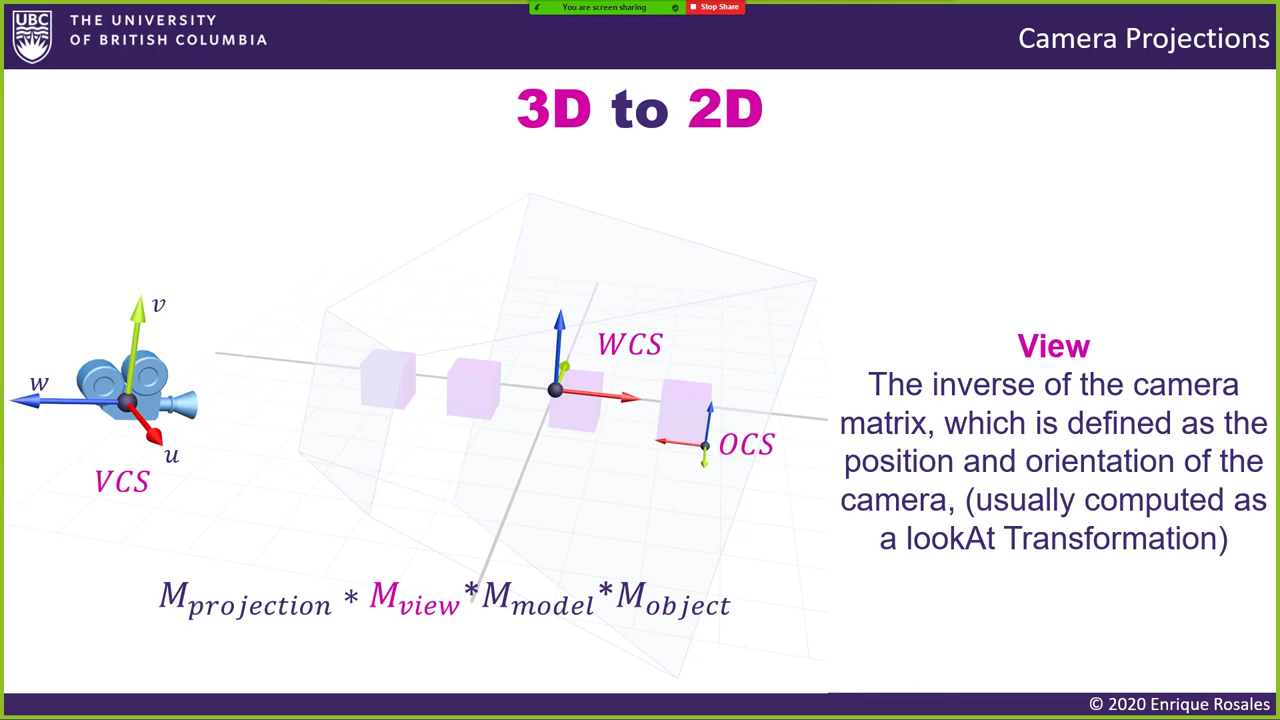 You are screen sharing
Stop Share
THE UNIVERSITY
OF BRITISH COLUMBIA
UBC
Camera Projections
3D to 2D
v
w
u
VCS
WCS
OCS
View
The inverse of the camera
matrix, which is defined as the
position and orientation of the
camera, (usually computed as
a lookAt Transformation)
M_projection * M_view * M_model * M_object
© 2020 Enrique Rosales